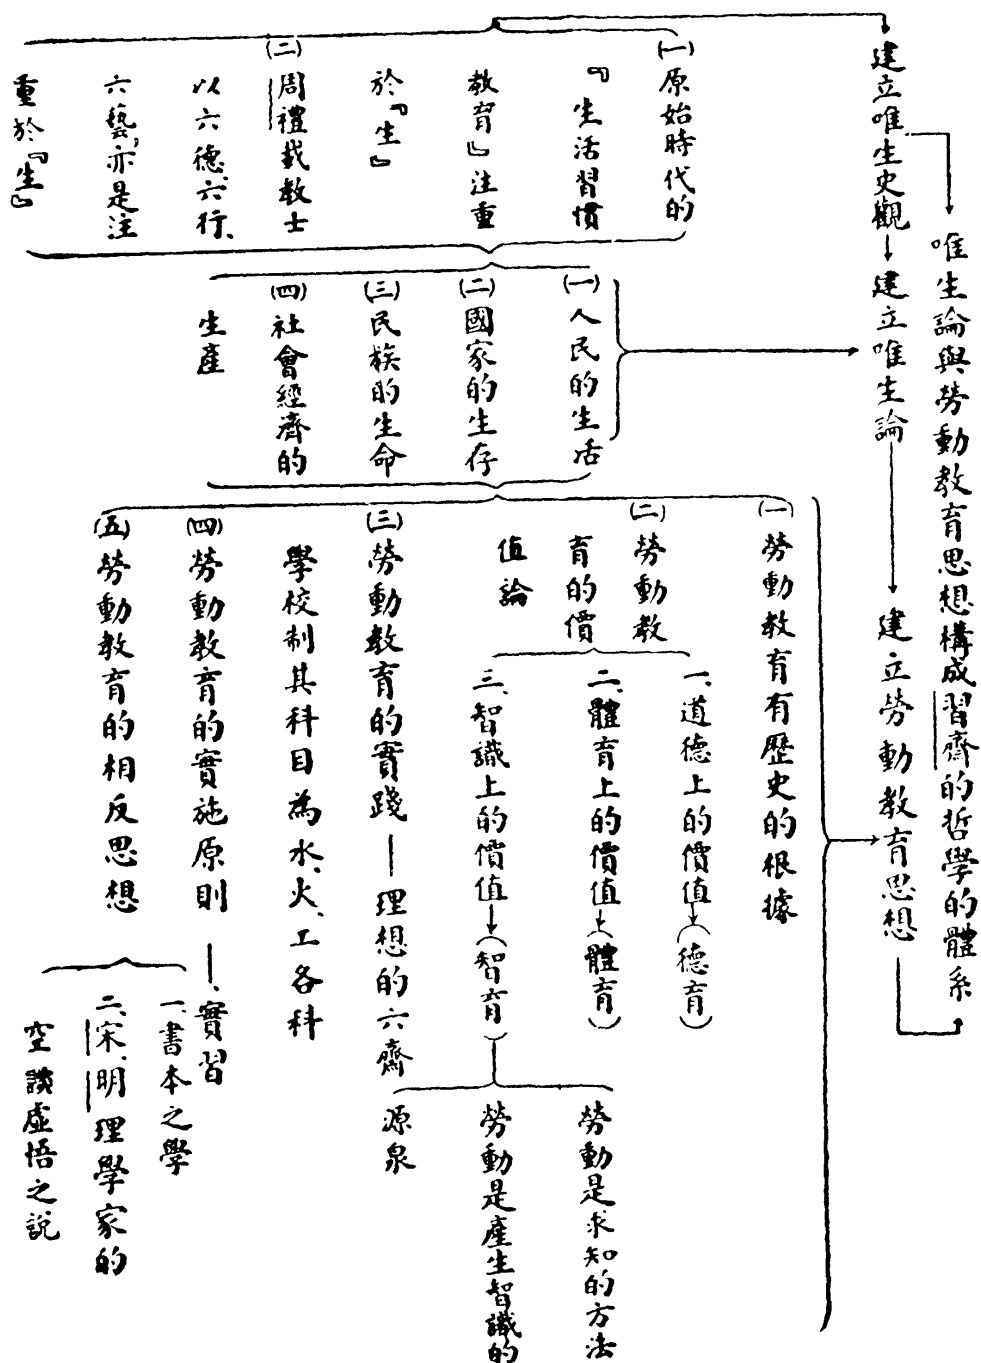 唯生論與勞動教育思想構成習齋的哲學的體系
建立唯生史觀
建立唯生論
建立勞動教育思想
(一)原始時代的
『生活習慣
教育』注重
於『生』
(二)周禮載教士
以六德、六行、
六藝,亦是注
重於『生』
(一)人民的生活
(二)國家的生存
(三)民族的生命
(四)社會經濟的
生產
(一)勞動教育有歷史的根據
(二)勞動教
育的價
值論
一、道德上的價值
(德育)
二、體育上的價值
(體育)
三、智識上的價值
(智育)
勞動是求知的方法
勞動是產生智識的
源泉
(三)勞動教育的實踐—理想的六齋
學校制其科目為水、火、工各科
(四)勞動教育的實施原則—、實習
(五)勞動教育的相反思想
一、書本之學
二、宋、明理學家的
空談虛悟之說